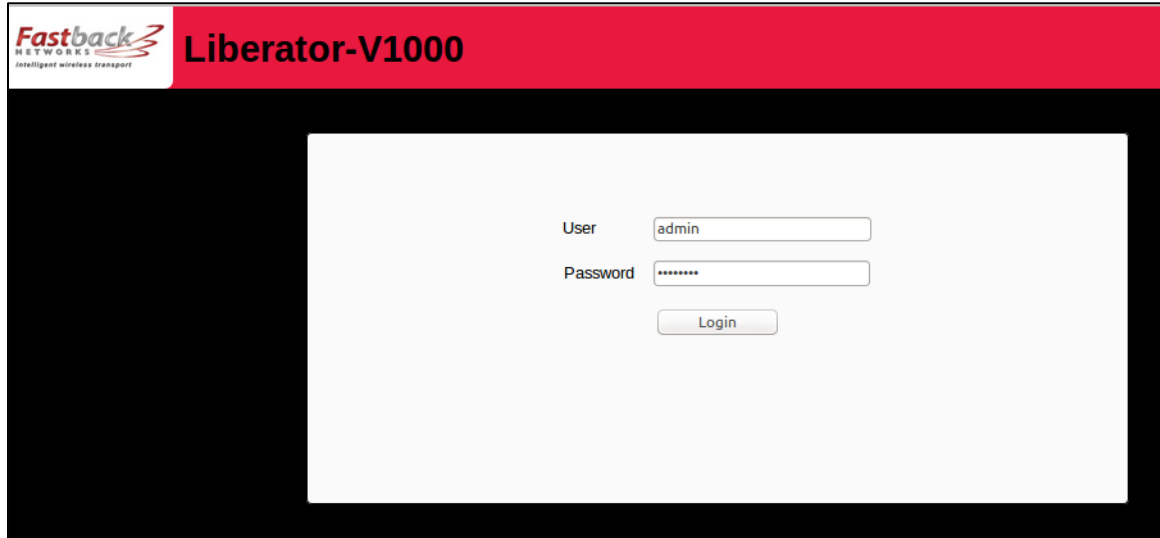 Fastback
NETWORKS
intelligent wireless transport
Liberator-V1000
User
admin
Password
••••••••
Login